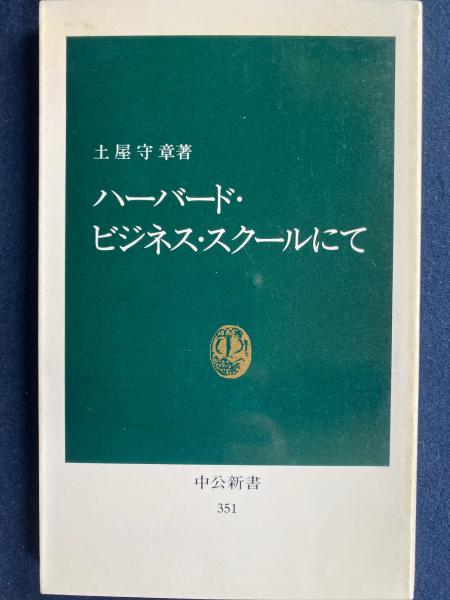 土屋守章著
ハーバード・
ビジネス・スクールにて
中公新書
351